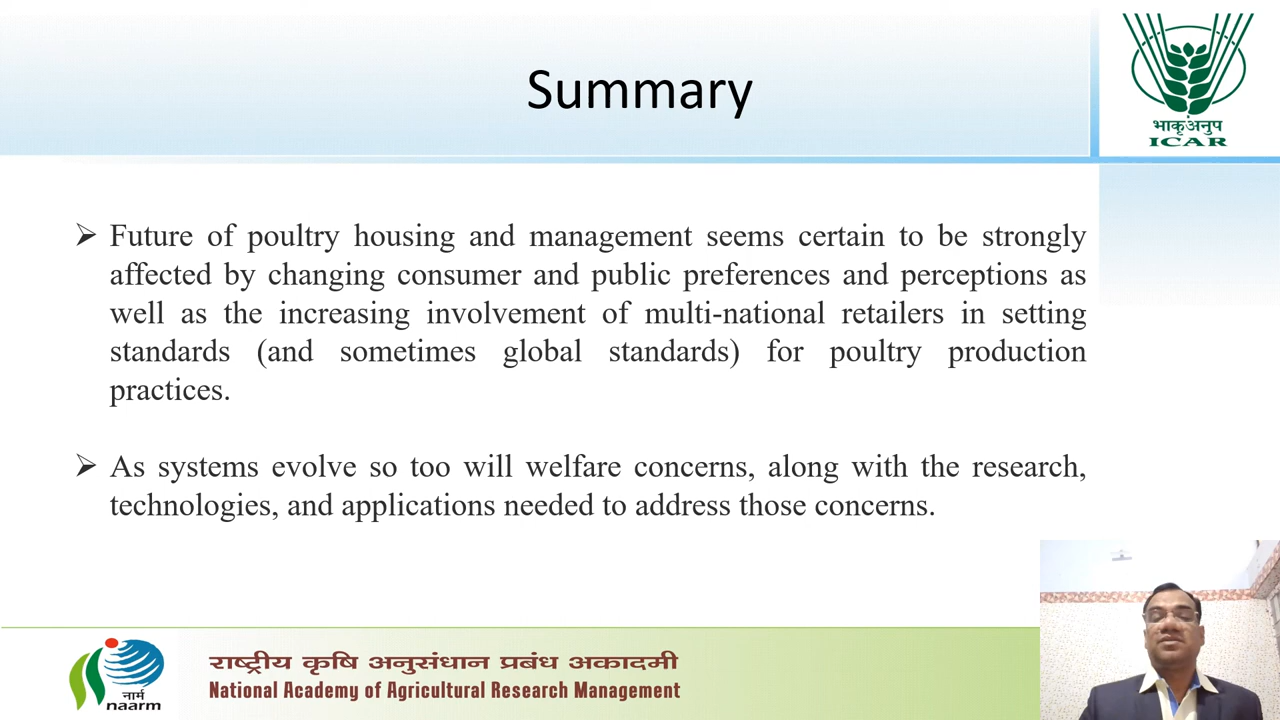 Summary
भाकृअनुप
ICAR
➢ Future of poultry housing and management seems certain to be strongly
affected by changing consumer and public preferences and perceptions as
well as the increasing involvement of multi-national retailers in setting
standards (and sometimes global standards) for poultry production
practices.
➢ As systems evolve so too will welfare concerns, along with the research,
technologies, and applications needed to address those concerns.
नार्म
naarm
राष्ट्रीय कृषि अनुसंधान प्रबंध अकादमी
National Academy of Agricultural Research Management